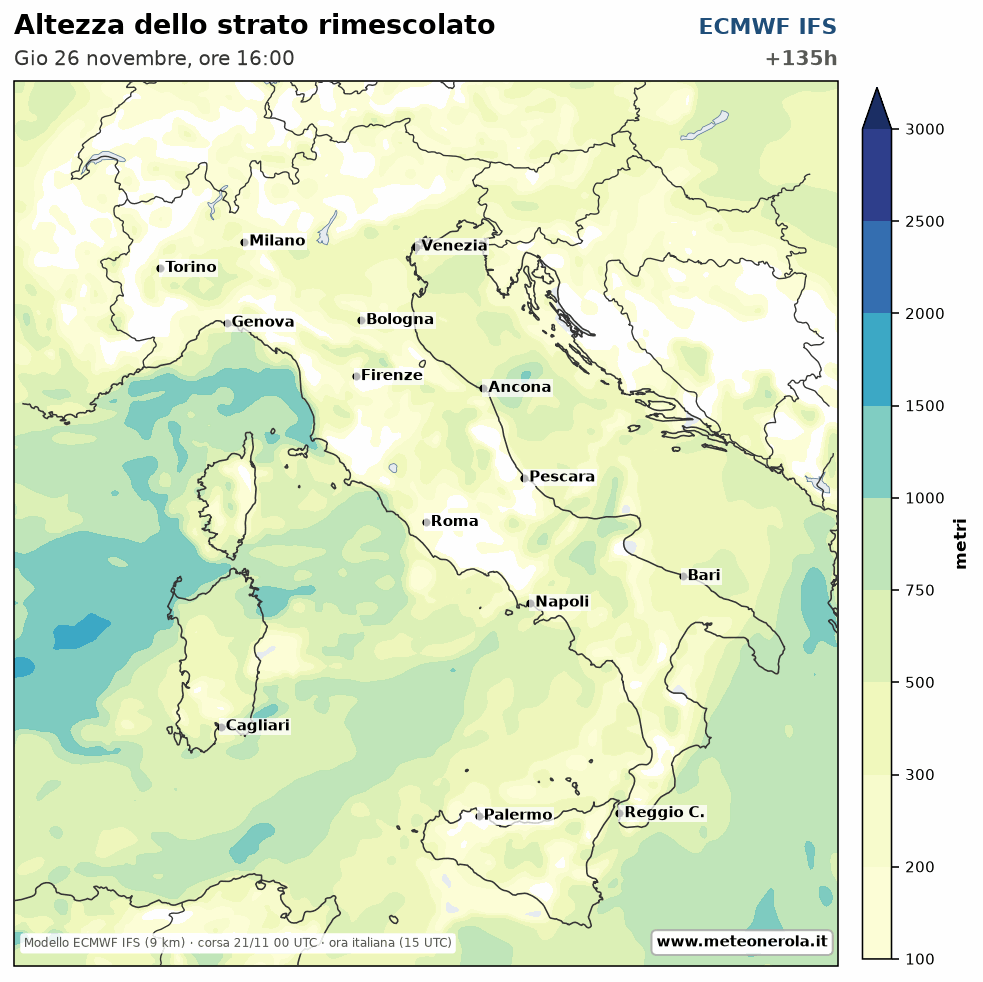 Altezza dello strato rimescolato
ECMWF IFS
Gio 26 novembre, ore 16:00
+135h
3000
2500
2000
1500
1000
750
500
300
200
100
metri
Milano
Venezia
Torino
Genova
Bologna
Firenze
Ancona
Pescara
Roma
Bari
Napoli
Cagliari
Palermo
Reggio C.
Modello ECMWF IFS (9 km) · corsa 21/11 00 UTC · ora italiana (15 UTC)
www.meteonerola.it